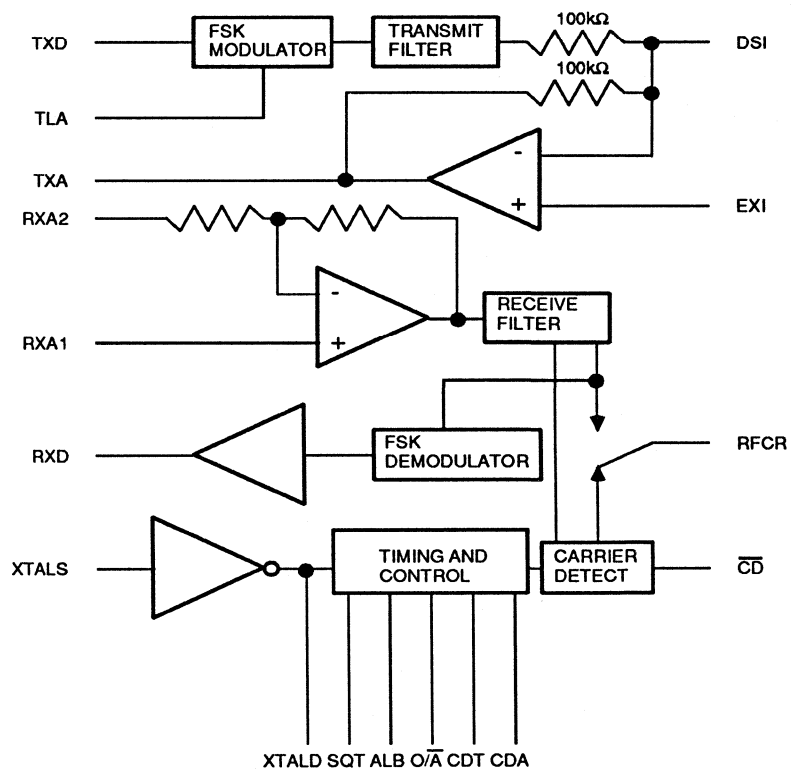 100kΩ
TXD
FSK
MODULATOR
TRANSMIT
FILTER
DSI
100kΩ
TLA
-
TXA
+
EXI
RXA2
-
RECEIVE
FILTER
RXA1
+
FSK
DEMODULATOR
RXD
RFCR
TIMING AND
CONTROL
CARRIER
DETECT
XTALS
C̅D̅
XTALD SQT ALB O/A̅ CDT CDA